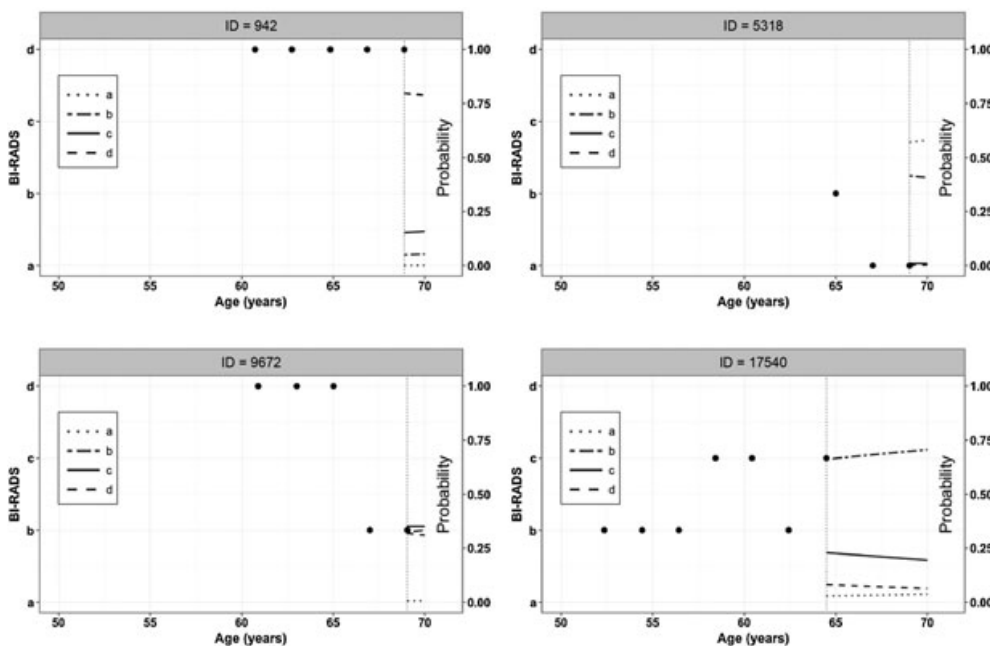 ID = 942
d
c
b
a
BI-RADS
a
b
c
d
1.00
0.75
0.50
0.25
0.00
Probability
50 55 60 65 70
Age (years)
ID = 5318
d
c
b
a
BI-RADS
a
b
c
d
1.00
0.75
0.50
0.25
0.00
Probability
50 55 60 65 70
Age (years)
ID = 9672
d
c
b
a
BI-RADS
a
b
c
d
1.00
0.75
0.50
0.25
0.00
Probability
50 55 60 65 70
Age (years)
ID = 17540
d
c
b
a
BI-RADS
a
b
c
d
1.00
0.75
0.50
0.25
0.00
Probability
50 55 60 65 70
Age (years)